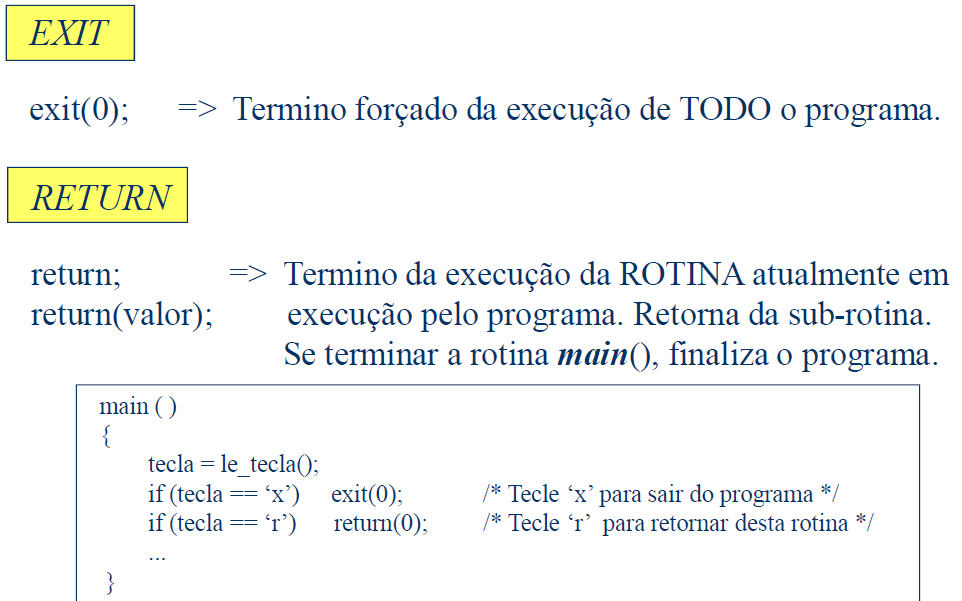 EXIT
exit(0); => Termino forçado da execução de TODO o programa.
RETURN
return; => Termino da execução da ROTINA atualmente em
return(valor); execução pelo programa. Retorna da sub-rotina.
Se terminar a rotina main(), finaliza o programa.
main ( )
{
tecla = le_tecla();
if (tecla == ‘x’) exit(0); /* Tecle ‘x’ para sair do programa */
if (tecla == ‘r’) return(0); /* Tecle ‘r’ para retornar desta rotina */
...
}